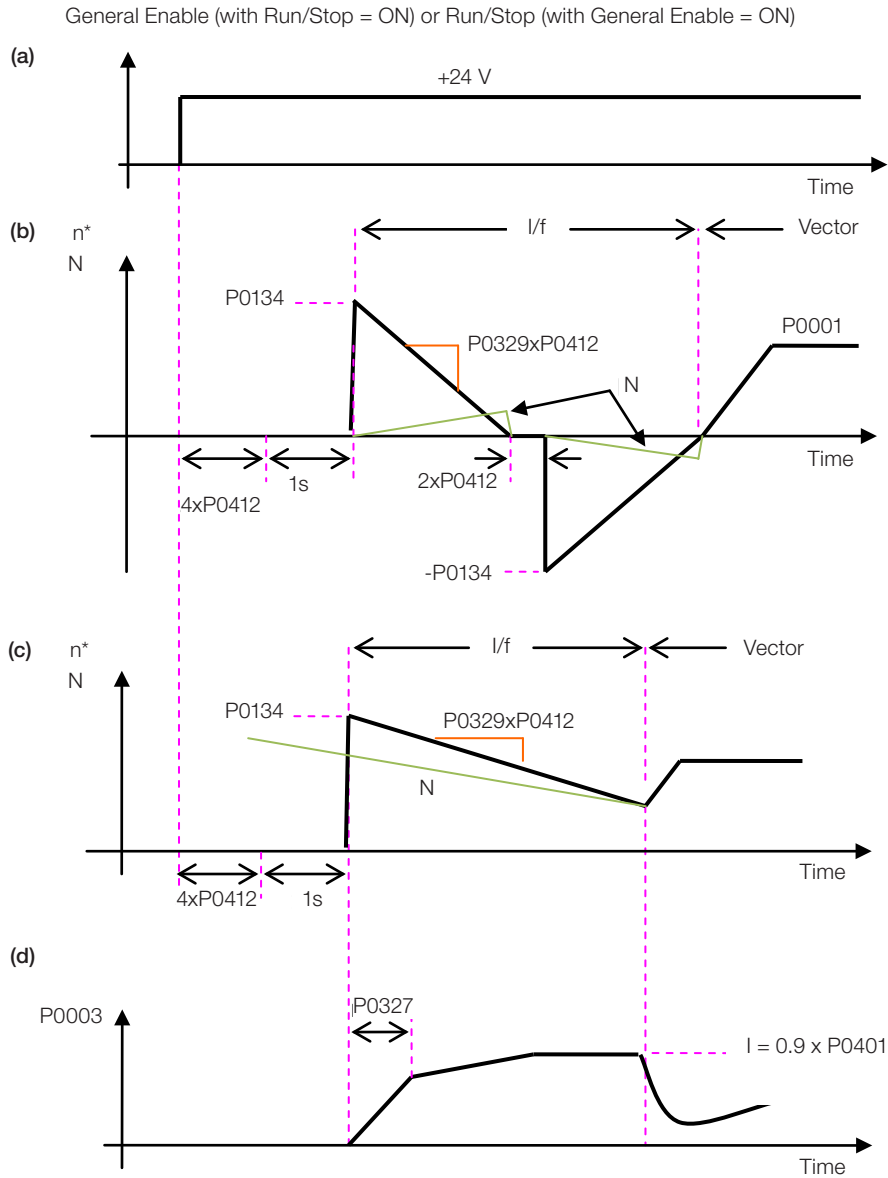 General Enable (with Run/Stop = ON) or Run/Stop (with General Enable = ON)
(a)
+24 V
Time
(b)
n*
N
I/f
Vector
P0134
P0329xP0412
N
P0001
Time
4xP0412
1s
2xP0412
-P0134
(c)
n*
N
I/f
Vector
P0134
P0329xP0412
N
Time
4xP0412
1s
(d)
P0003
P0327
I = 0.9 x P0401
Time